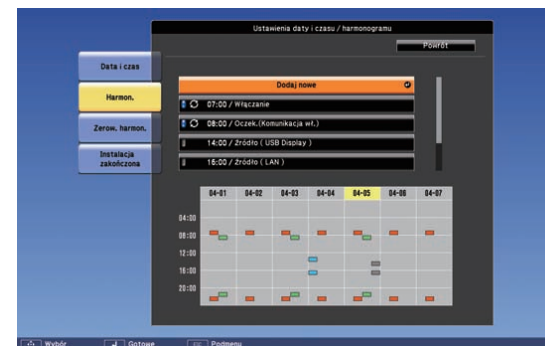 Ustawienia daty i czasu / harmonogramu
Powrót
Data i czas
Harmon.
Zerow. harmon.
Instalacja
zakończona
Dodaj nowe
07:00 / Włączanie
08:00 / Oczek.(Komunikacja wł.)
14:00 / Źródło ( USB Display )
16:00 / Źródło ( LAN )
04-01 04-02 04-03 04-04 04-05 04-06 04-07
04:00
08:00
12:00
16:00
20:00
Wybór Gotowe Podmenu